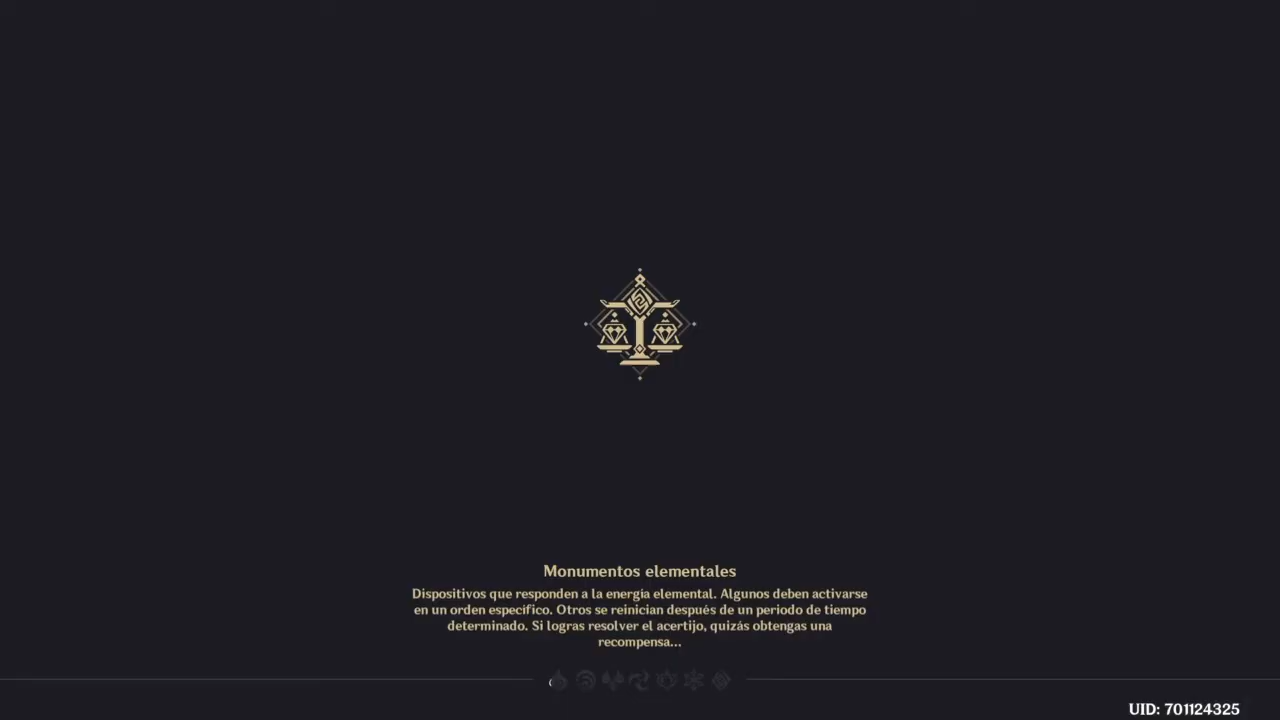 Monumentos elementales
Dispositivos que responden a la energía elemental. Algunos deben activarse
en un orden específico. Otros se reinician después de un periodo de tiempo
determinado. Si logras resolver el acertijo, quizás obtengas una
recompensa...
UID: 701124325